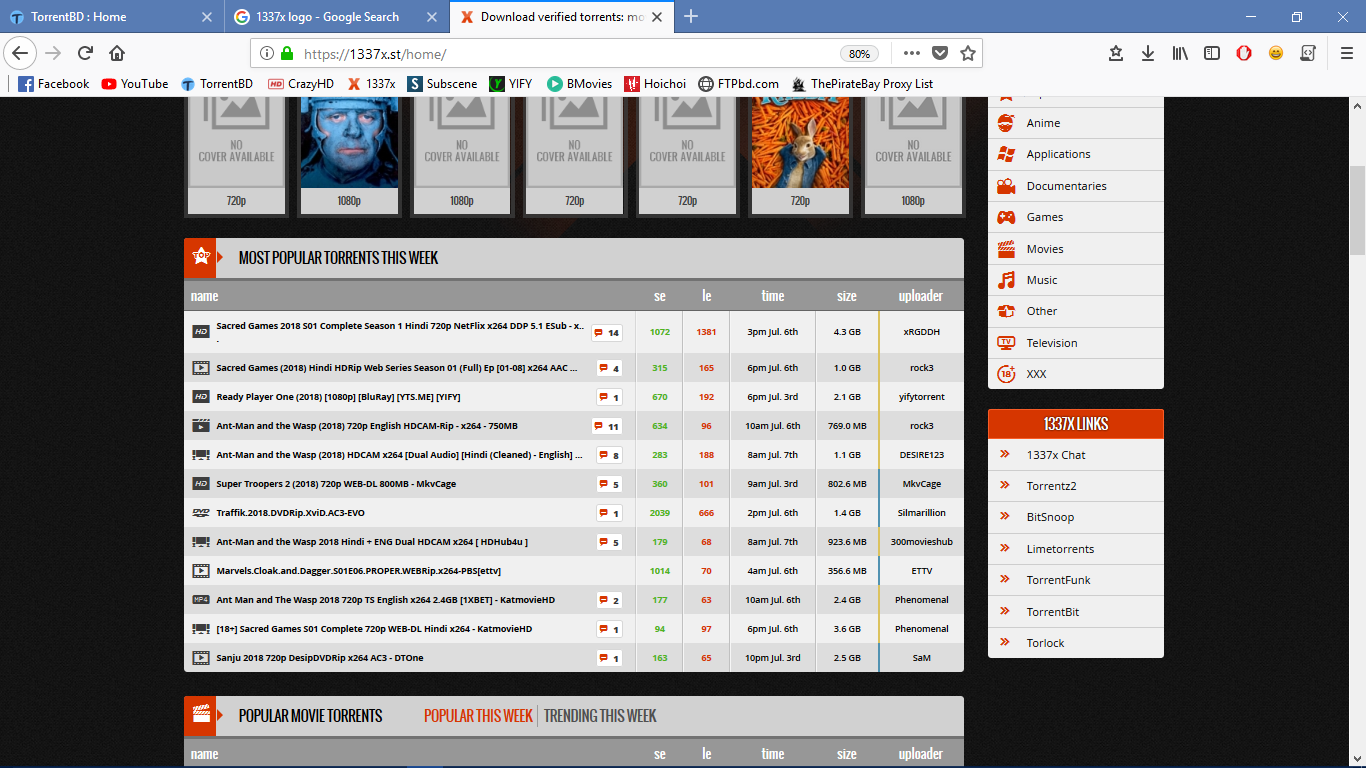 TorrentBD : Home
1337x logo - Google Search
Download verified torrents: mo
https://1337x.st/home/
80%
Facebook YouTube TorrentBD CrazyHD 1337x Subscene YIFY BMovies Hoichoi FTPbd.com ThePirateBay Proxy List
NO COVER AVAILABLE
720p
1080p
NO COVER AVAILABLE
1080p
NO COVER AVAILABLE
720p
NO COVER AVAILABLE
720p
720p
NO COVER AVAILABLE
1080p
TOP MOST POPULAR TORRENTS THIS WEEK
name se le time size uploader
HD Sacred Games 2018 S01 Complete Season 1 Hindi 720p NetFlix x264 DDP 5.1 ESub - x.. . 14 1072 1381 3pm Jul. 6th 4.3 GB xRGDDH
Sacred Games (2018) Hindi HDRip Web Series Season 01 (Full) Ep [01-08] x264 AAC ... 4 315 165 6pm Jul. 6th 1.0 GB rock3
HD Ready Player One (2018) [1080p] [BluRay] [YTS.ME] [YIFY] 1 670 192 6pm Jul. 3rd 2.1 GB yifytorrent
Ant-Man and the Wasp (2018) 720p English HDCAM-Rip - x264 - 750MB 11 634 96 10am Jul. 6th 769.0 MB rock3
Ant-Man and the Wasp (2018) HDCAM x264 [Dual Audio] [Hindi (Cleaned) - English] ... 8 283 188 8am Jul. 7th 1.1 GB DESIRE123
HD Super Troopers 2 (2018) 720p WEB-DL 800MB - MkvCage 5 360 101 9am Jul. 3rd 802.6 MB MkvCage
DVD Traffik.2018.DVDRip.XviD.AC3-EVO 1 2039 666 2pm Jul. 6th 1.4 GB Silmarillion
Ant-Man and the Wasp 2018 Hindi + ENG Dual HDCAM x264 [ HDHub4u ] 5 179 68 8am Jul. 7th 923.6 MB 300movieshub
Marvels.Cloak.and.Dagger.S01E06.PROPER.WEBRip.x264-PBS[ettv] 1014 70 4am Jul. 6th 356.6 MB ETTV
MP4 Ant Man and The Wasp 2018 720p TS English x264 2.4GB [1XBET] - KatmovieHD 2 177 63 10am Jul. 6th 2.4 GB Phenomenal
[18+] Sacred Games S01 Complete 720p WEB-DL Hindi x264 - KatmovieHD 1 94 97 6pm Jul. 6th 3.6 GB Phenomenal
Sanju 2018 720p DesipDVDRip x264 AC3 - DTOne 1 163 65 10pm Jul. 3rd 2.5 GB SaM
POPULAR MOVIE TORRENTS POPULAR THIS WEEK TRENDING THIS WEEK
name se le time size uploader
Anime
Applications
Documentaries
Games
Movies
Music
Other
TV Television
18+ XXX
1337X LINKS
1337x Chat
Torrentz2
BitSnoop
Limetorrents
TorrentFunk
TorrentBit
Torlock